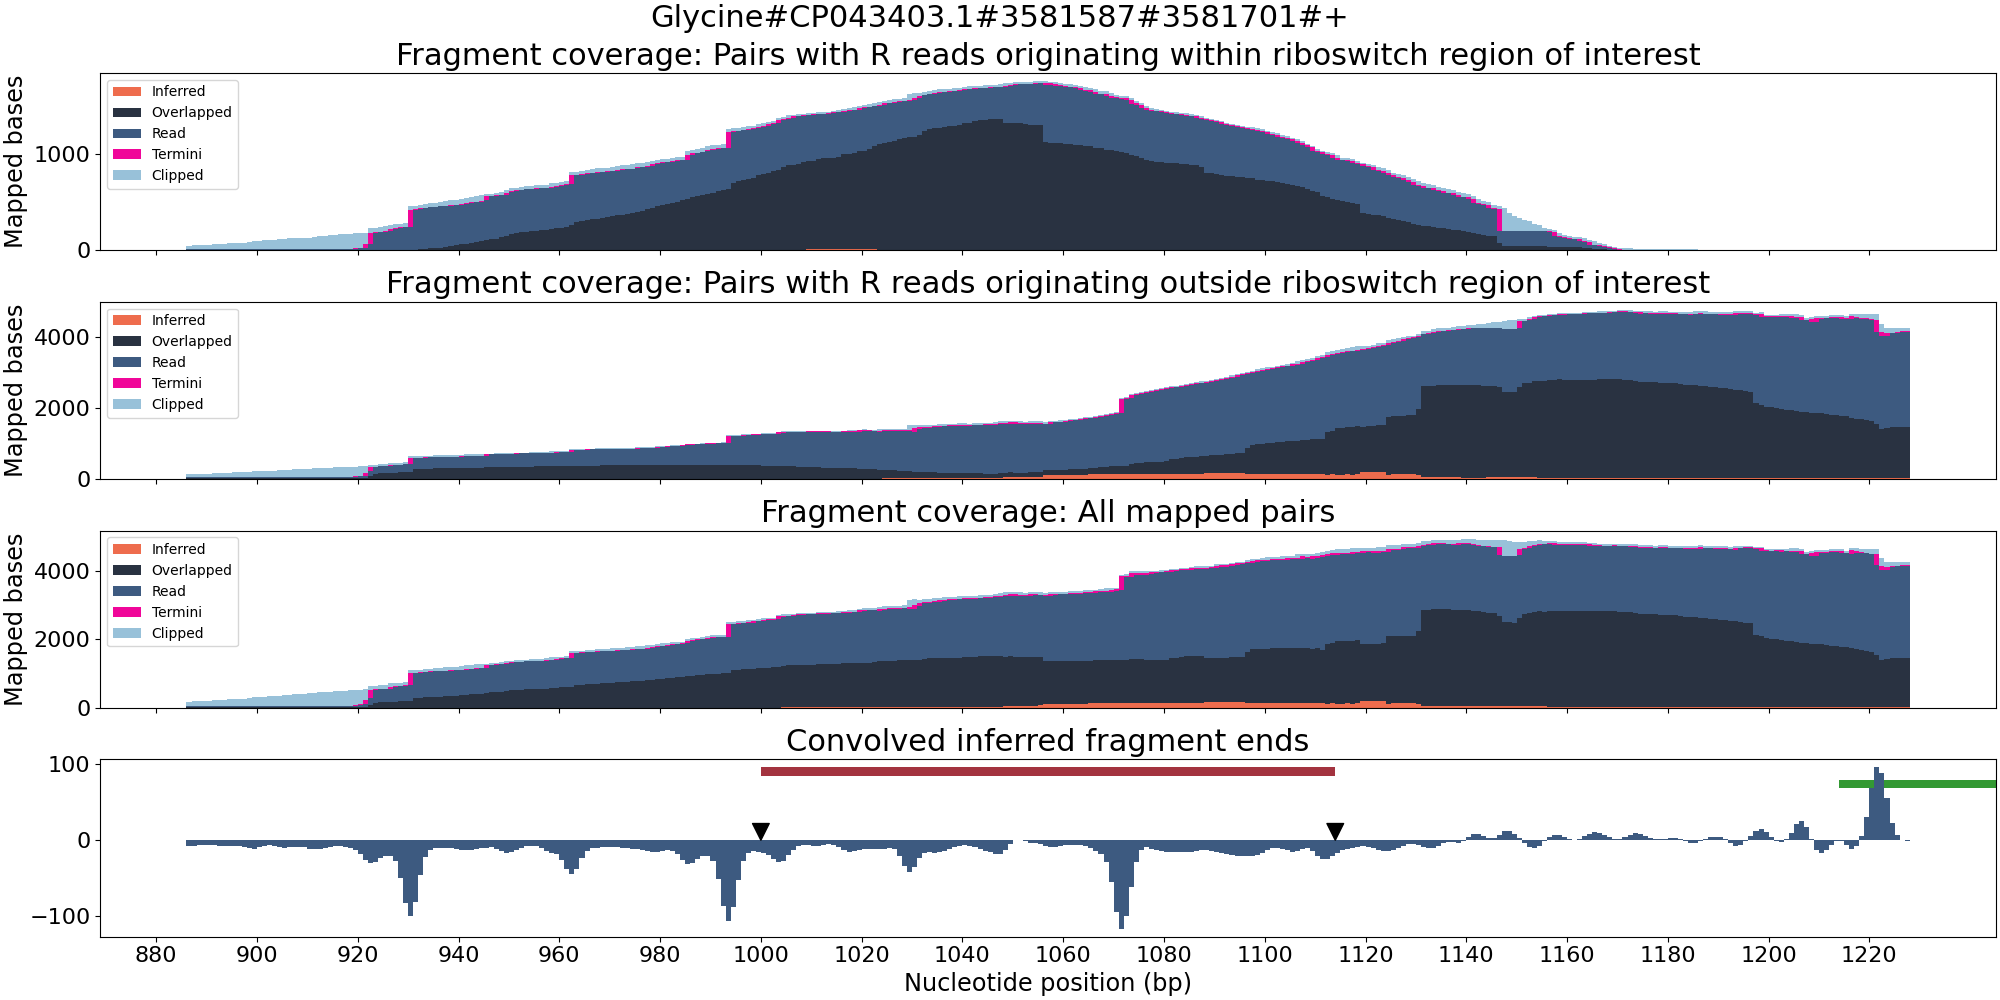 Glycine#CP043403.1#3581587#3581701#+
Fragment coverage: Pairs with R reads originating within riboswitch region of interest
Mapped bases
1000
0
Inferred
Overlapped
Read
Termini
Clipped
Fragment coverage: Pairs with R reads originating outside riboswitch region of interest
Mapped bases
4000
2000
0
Inferred
Overlapped
Read
Termini
Clipped
Fragment coverage: All mapped pairs
Mapped bases
4000
2000
0
Inferred
Overlapped
Read
Termini
Clipped
Convolved inferred fragment ends
100
0
−100
880 900 920 940 960 980 1000 1020 1040 1060 1080 1100 1120 1140 1160 1180 1200 1220
Nucleotide position (bp)